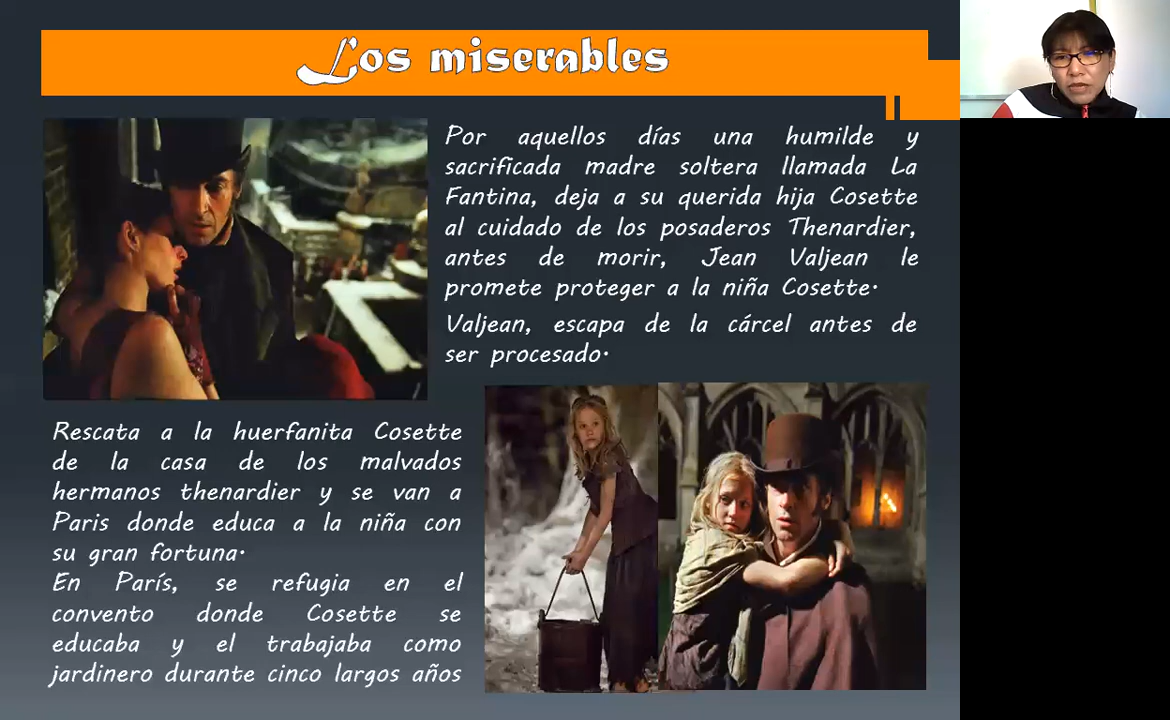 Los miserables
Por aquellos días una humilde y
sacrificada madre soltera llamada La
Fantina, deja a su querida hija Cosette
al cuidado de los posaderos Thenardier,
antes de morir, Jean Valjean le
promete proteger a la niña Cosette.
Valjean, escapa de la cárcel antes de
ser procesado.
Rescata a la huerfanita Cosette
de la casa de los malvados
hermanos thenardier y se van a
Paris donde educa a la niña con
su gran fortuna.
En París, se refugia en el
convento donde Cosette se
educaba y el trabajaba como
jardinero durante cinco largos años